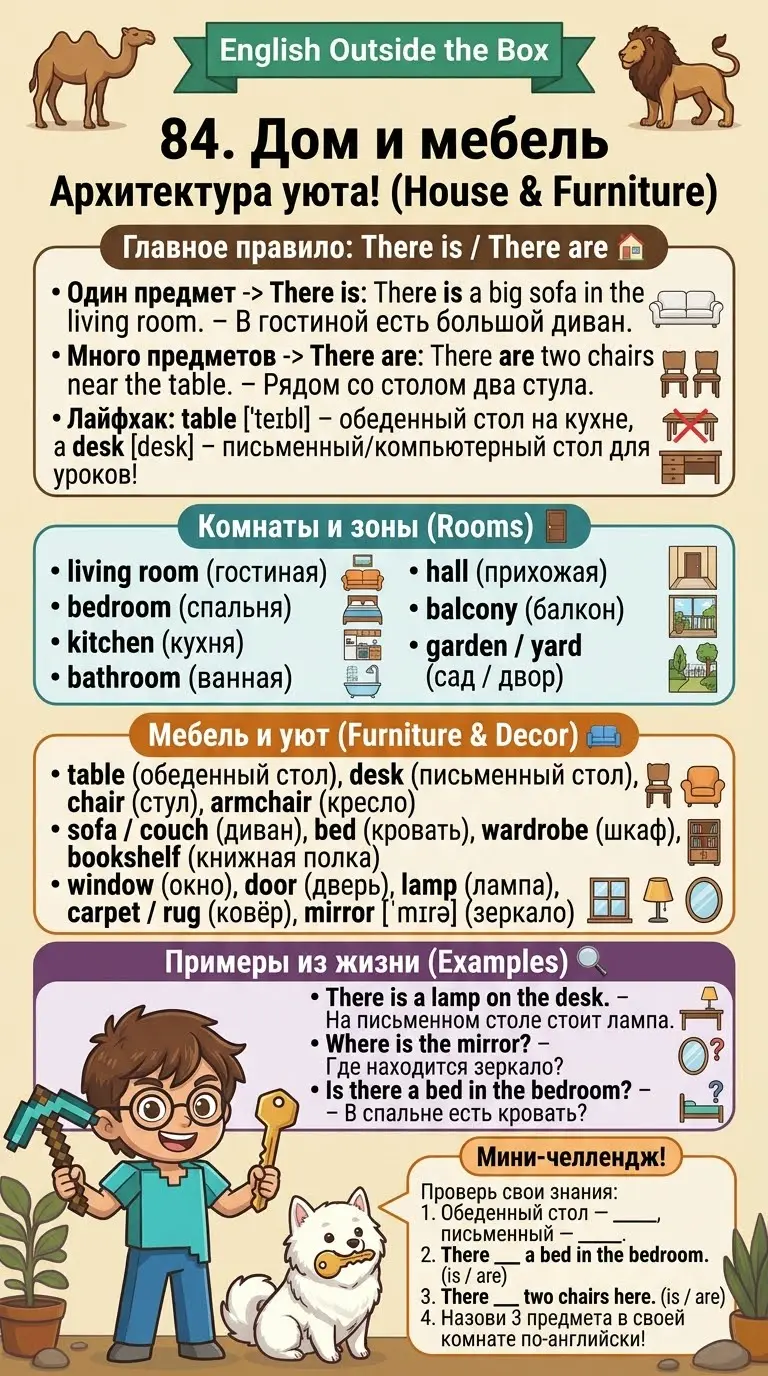 English Outside the Box
84. Дом и мебель
Архитектура уюта! (House & Furniture)
Главное правило: There is / There are
• Один предмет -> There is: There is a big sofa in the
living room. – В гостиной есть большой диван.
• Много предметов -> There are: There are two chairs
near the table. – Рядом со столом два стула.
• Лайфхак: table ['teɪbl] – обеденный стол на кухне,
а desk [desk] – письменный/компьютерный стол для
уроков!
Комнаты и зоны (Rooms)
• living room (гостиная)
• bedroom (спальня)
• kitchen (кухня)
• bathroom (ванная)
• hall (прихожая)
• balcony (балкон)
• garden / yard
(сад / двор)
Мебель и уют (Furniture & Decor)
• table (обеденный стол), desk (письменный стол),
chair (стул), armchair (кресло)
• sofa / couch (диван), bed (кровать), wardrobe (шкаф),
bookshelf (книжная полка)
• window (окно), door (дверь), lamp (лампа),
carpet / rug (ковёр), mirror ['mɪrə] (зеркало)
Примеры из жизни (Examples)
• There is a lamp on the desk. –
На письменном столе стоит лампа.
• Where is the mirror? –
Где находится зеркало?
• Is there a bed in the bedroom? –
– В спальне есть кровать?
Мини-челлендж!
Проверь свои знания:
1. Обеденный стол — ____,
письменный — ____.
2. There ___ a bed in the bedroom.
(is / are)
3. There ___ two chairs here. (is / are)
4. Назови 3 предмета в своей
комнате по-английски!